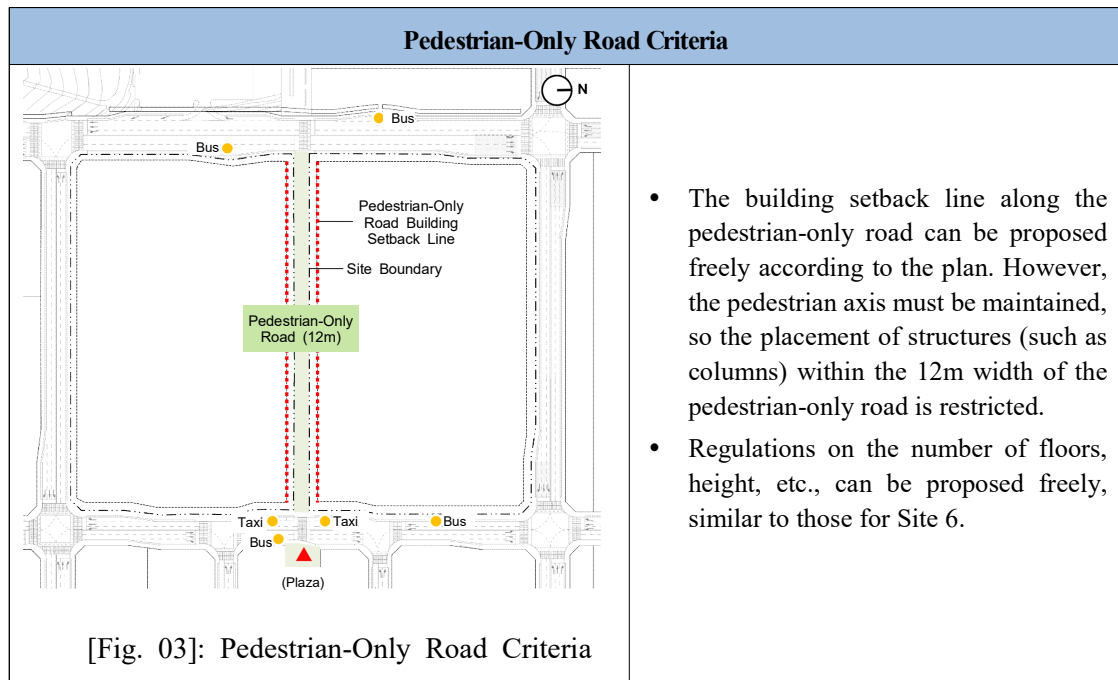 Pedestrian-Only Road Criteria
N
Bus
Bus
Pedestrian-Only
Road Building
Setback Line
Site Boundary
Pedestrian-Only
Road (12m)
Taxi
Taxi
Bus
Bus
(Plaza)
[Fig. 03]: Pedestrian-Only Road Criteria
• The building setback line along the
pedestrian-only road can be proposed
freely according to the plan. However,
the pedestrian axis must be maintained,
so the placement of structures (such as
columns) within the 12m width of the
pedestrian-only road is restricted.
• Regulations on the number of floors,
height, etc., can be proposed freely,
similar to those for Site 6.